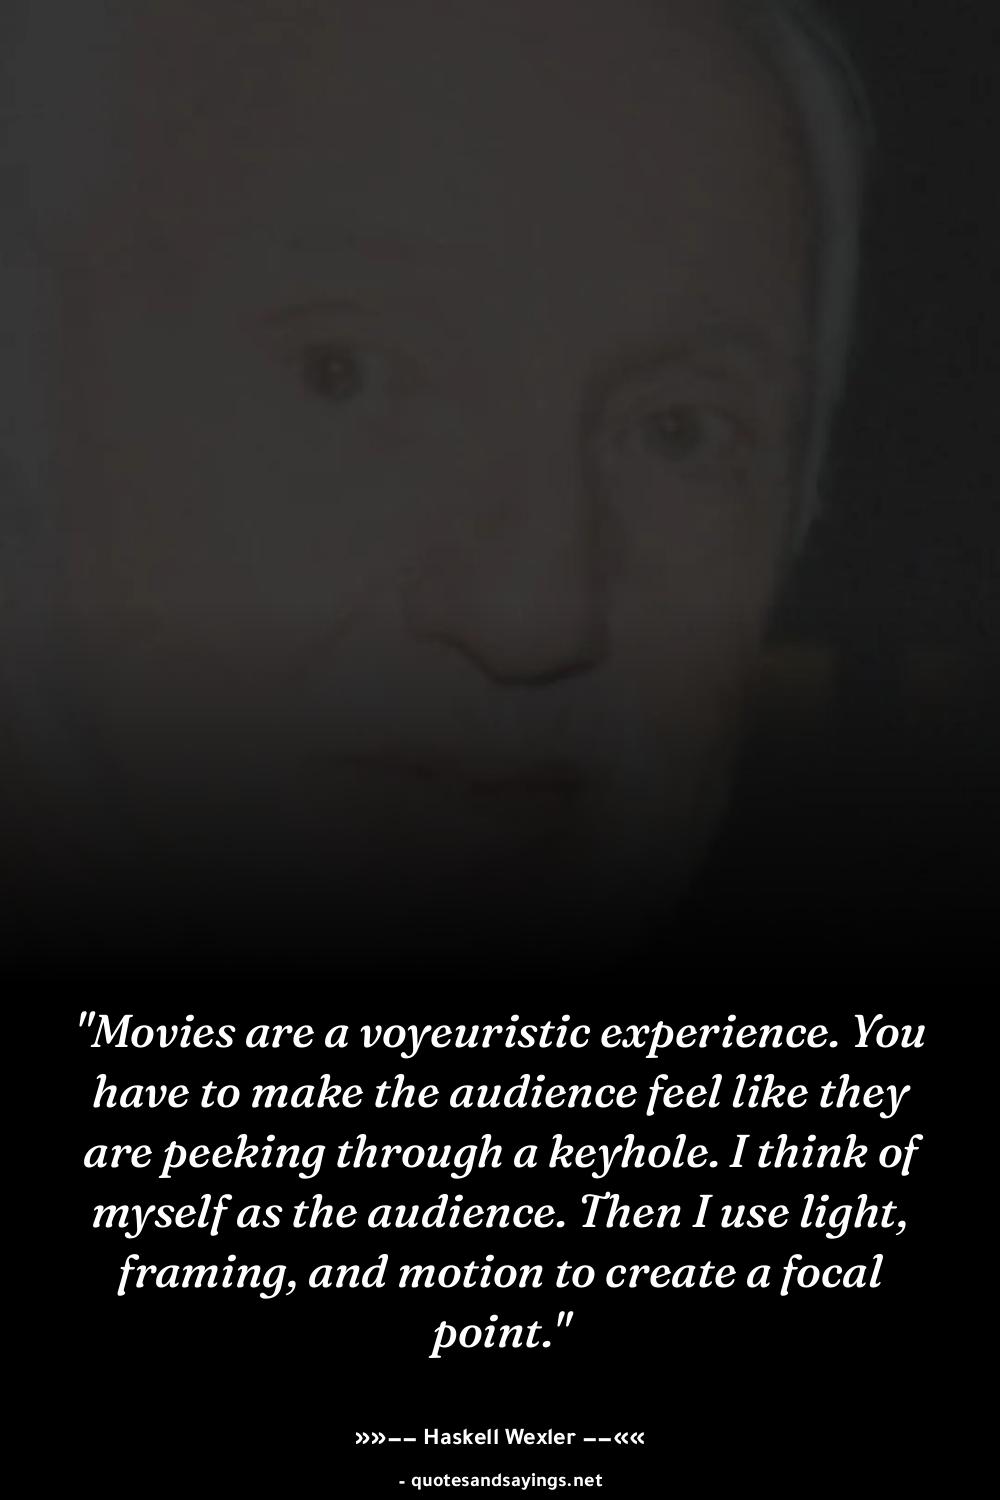 "Movies are a voyeuristic experience. You
have to make the audience feel like they
are peeking through a keyhole. I think of
myself as the audience. Then I use light,
framing, and motion to create a focal
point."
»»–– Haskell Wexler ––««
- quotesandsayings.net